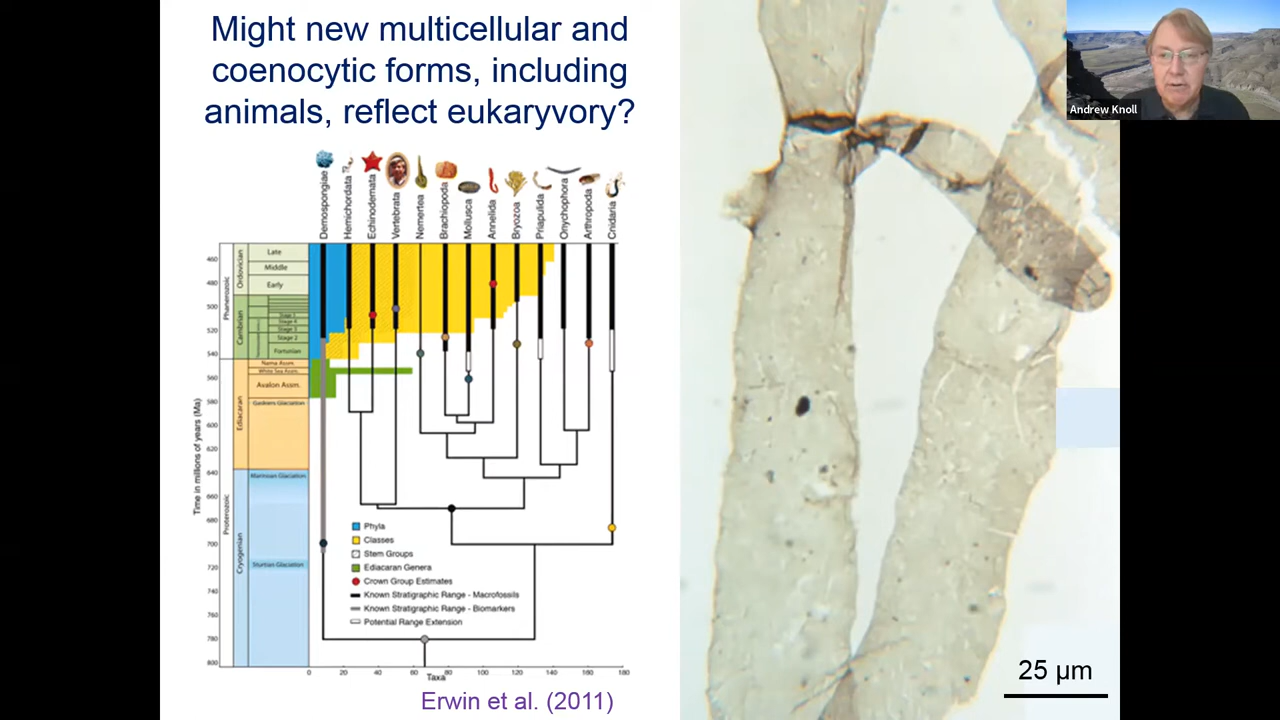 Might new multicellular and
coenocytic forms, including
animals, reflect eukaryvory?
Andrew Knoll
Demospongiae
Hemichordata
Echinodemata
Vertebrata
Nemertea
Brachiopoda
Mollusca
Annelida
Bryozoa
Priapulida
Onychophora
Arthropoda
Cnidaria
Time in millions of years (Ma)
460
480
500
520
540
560
580
600
620
640
660
680
700
720
740
760
780
800
Phanerozoic
Proterozoic
Ordovician
Cambrian
Ediacaran
Cryogenian
Late
Middle
Early
Stage 3
Stage 2
Fortunian
Nama Assm.
White Sea Assm.
Avalon Assm.
Gaskiers Glaciation
Marinoan Glaciation
Sturtian Glaciation
Phyla
Classes
Stem Groups
Ediacaran Genera
Crown Group Estimates
Known Stratigraphic Range - Macrofossils
Known Stratigraphic Range - Biomarkers
Potential Range Extension
0 20 40 60 80 100 120 140 160 180
Taxa
Erwin et al. (2011)
25 µm